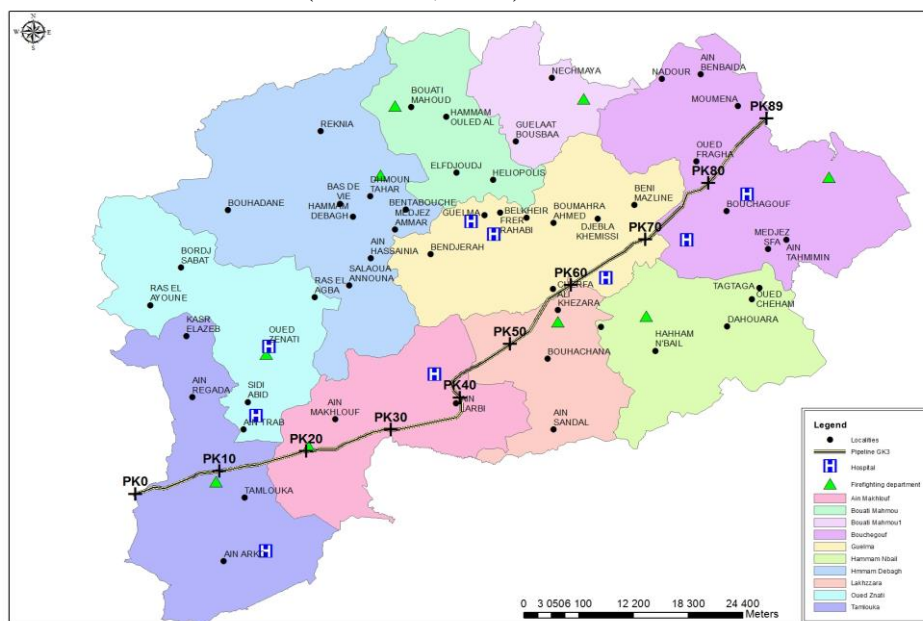 N
W E
S
NECHMAYA
NADOUR
AIN
BENBAIDA
BOUATI
MAHOUD
MOUMENA
PK89
HAMMAM
OULED AL
REKNIA
GUELAAT
BOUSBAA
OUED
FRAGHA
ELFDJOUDJ
HELIOPOLIS
PK80
DHMOUN
TAHAR
BAS DE
VIE
HAMMAM
DEBAGH
BENTABOUCHE
MEDJEZ
AMMAR
BENI
MAZLINE
BOUHADANE
GUELMA
BELKHEIR
FRER
RAHABI
BOUMAHRA
AHMED
DJEBLA
KHEMISSI
BOUCHAGOUF
H
PK70
BENDJERAH
MEDJEZ
SFA
AIN
TAHMIMIN
BORDJ
SABAT
AIN
HASSAINIA
SALAOUA
ANNOUNA
RAS EL
AGBA
PK60
CHERFA
ALI
KHEZARA
TAGTAGA
OUED
CHEHAM
RAS EL
AYOUNE
KASR
ELAZEB
OUED
ZENATI
H
PK50
DAHOUARA
HAHHAM
N'BAIL
BOUHACHANA
AIN
REGADA
SIDI
ABID
H
AIN TRAB
AIN
MAKHLOUF
H
PK40
AIN
LARBI
PK30
AIN
SANDAL
PK20
PK10
PK0
TAMLOUKA
AIN ARKO
H
Legend
Localities
Pipeline GK3
H Hospital
Firefighting department
Ain Makhlouf
Bouati Mahmou
Bouati Mahmou1
Bouchegouf
Guelma
Hammam Nbail
Hmmam Debagh
Lakhzzara
Oued Znati
Tamlouka
0 3 0506 100 12 200 18 300 24 400
Meters